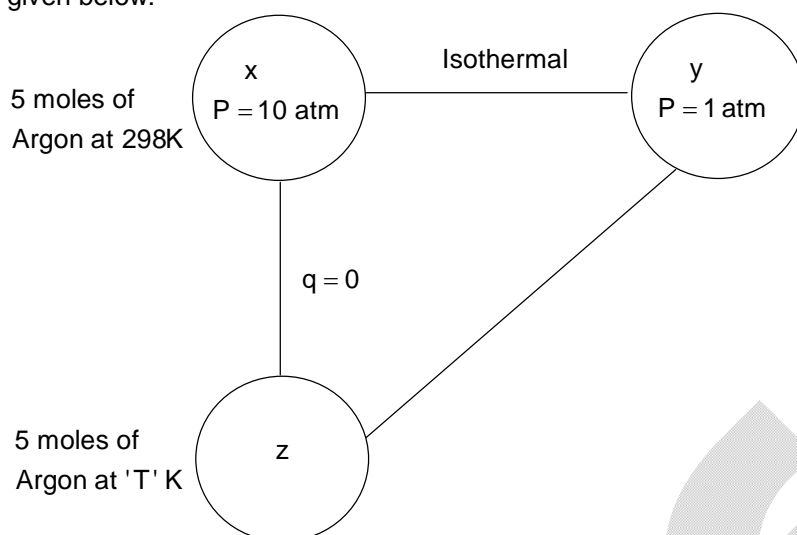 given below.
Isothermal
x
P = 10 atm
y
P = 1 atm
5 moles of
Argon at 298K
q = 0
5 moles of
Argon at 'T' K
z